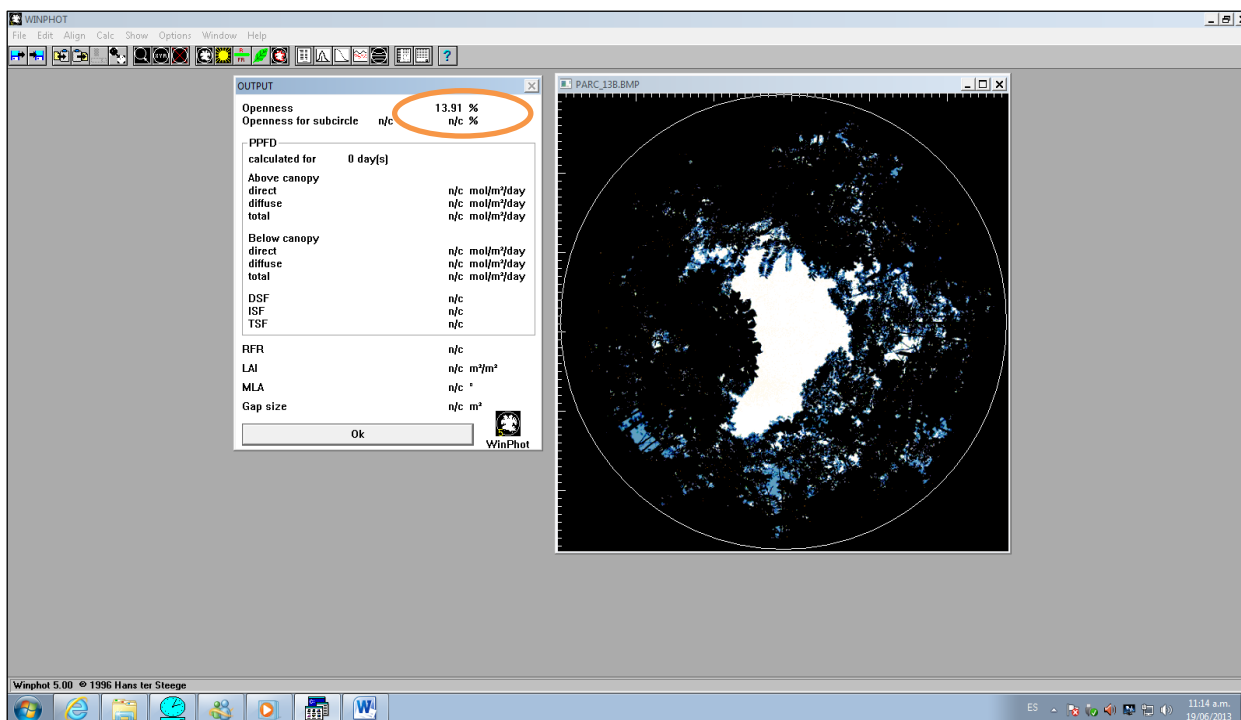 WINPHOT
File Edit Align Calc Show Options Window Help
SYM
R
FR
?
OUTPUT
Openness 13.91 %
Openness for subcircle n/c n/c %
PPFD
calculated for 0 day(s)
Above canopy
direct n/c mol/m²/day
diffuse n/c mol/m²/day
total n/c mol/m²/day
Below canopy
direct n/c mol/m²/day
diffuse n/c mol/m²/day
total n/c mol/m²/day
DSF n/c
ISF n/c
TSF n/c
RFR n/c
LAI n/c m²/m²
MLA n/c °
Gap size n/c m²
Ok
WinPhot
PARC_13B.BMP
Winphot 5.00 © 1996 Hans ter Steege
W
ES
11:14 a.m.
19/06/2013